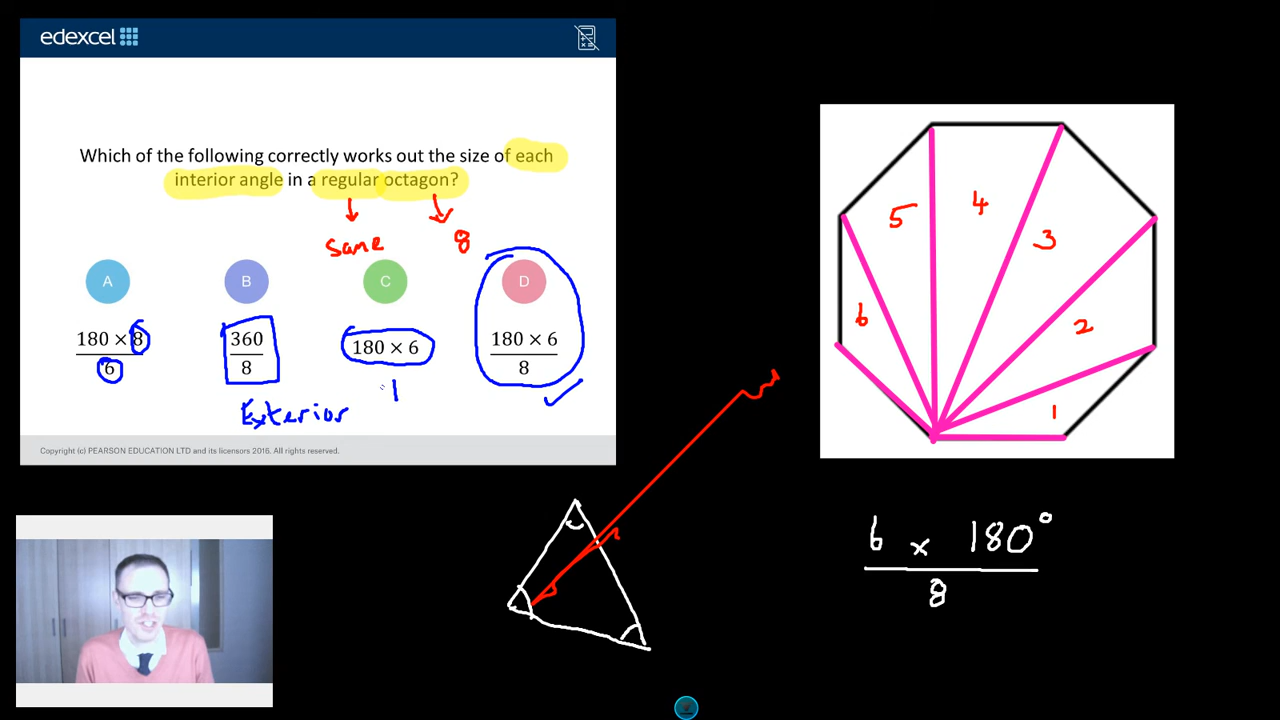 edexcel
Which of the following correctly works out the size of each
interior angle in a regular octagon?
same 8
A B C D
180 × 8
6
360
8
180 × 6
180 × 6
8
Exterior
Copyright (c) PEARSON EDUCATION LTD and its licensors 2016. All rights reserved.
5 4 3 2 1 6
6 × 180°
8